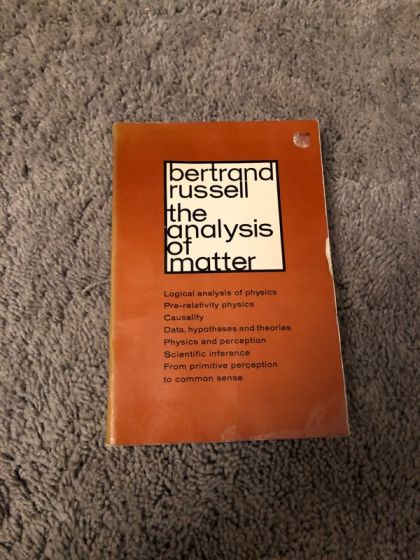 bertrand
russell
the
analysis
of
matter
Logical analysis of physics
Pre-relativity physics
Causality
Data, hypotheses and theories
Physics and perception
Scientific inference
From primitive perception
to common sense